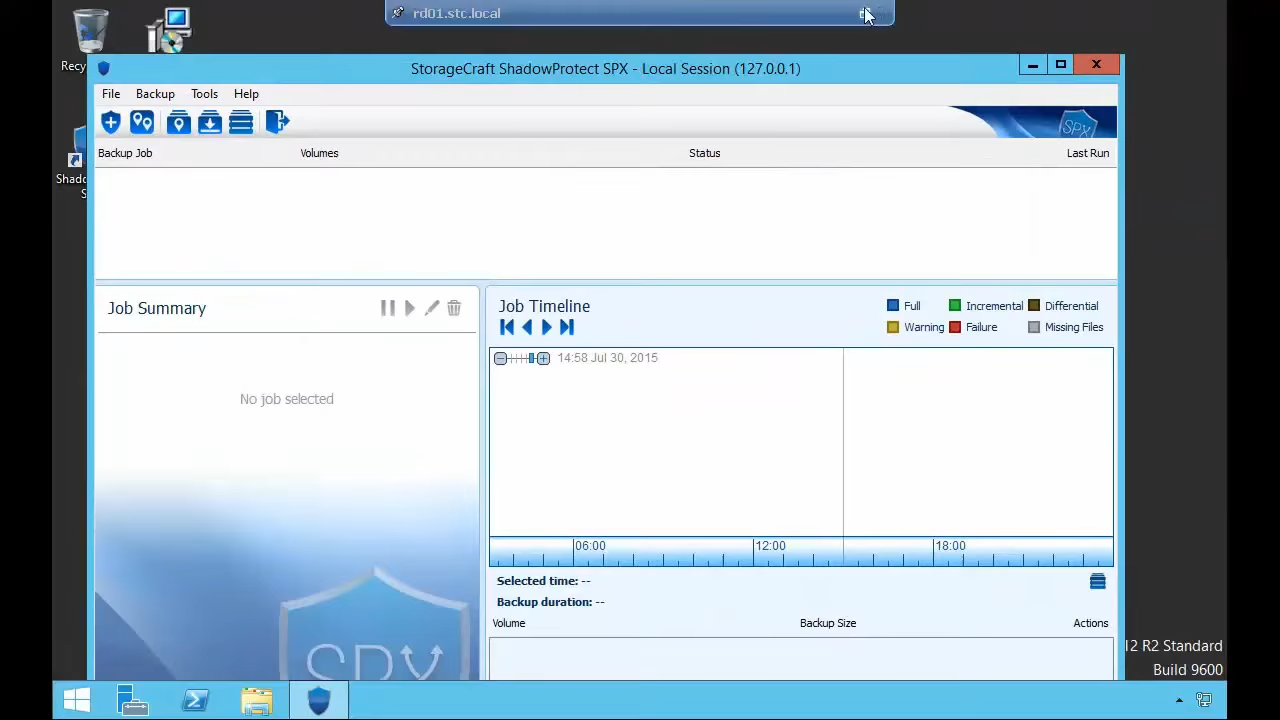 rd01.stc.local
Recy
StorageCraft ShadowProtect SPX - Local Session (127.0.0.1)
File Backup Tools Help
SPX
Backup Job Volumes Status Last Run
Shado
S
Job Summary
Job Timeline
Full Incremental Differential
Warning Failure Missing Files
14:58 Jul 30, 2015
No job selected
06:00 12:00 18:00
Selected time: --
Backup duration: --
Volume Backup Size Actions
SPX
12 R2 Standard
Build 9600